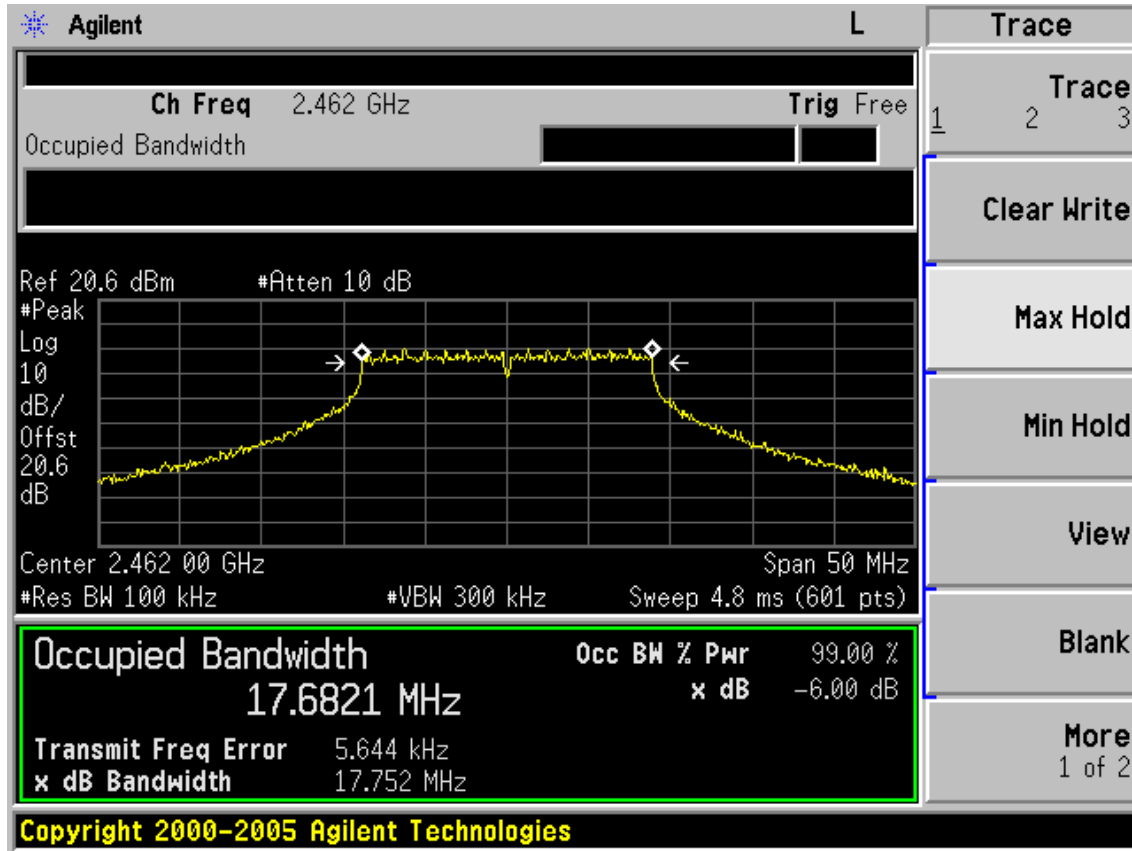 Agilent L Trace
Ch Freq 2.462 GHz Trig Free
Occupied Bandwidth
Trace
1 2 3
Clear Write
Max Hold
Min Hold
View
Blank
More
1 of 2
Ref 20.6 dBm #Atten 10 dB
#Peak
Log
10
dB/
Offst
20.6
dB
Center 2.462 00 GHz Span 50 MHz
#Res BW 100 kHz #VBW 300 kHz Sweep 4.8 ms (601 pts)
Occupied Bandwidth Occ BW % Pwr 99.00 %
17.6821 MHz x dB -6.00 dB
Transmit Freq Error 5.644 kHz
x dB Bandwidth 17.752 MHz
Copyright 2000-2005 Agilent Technologies